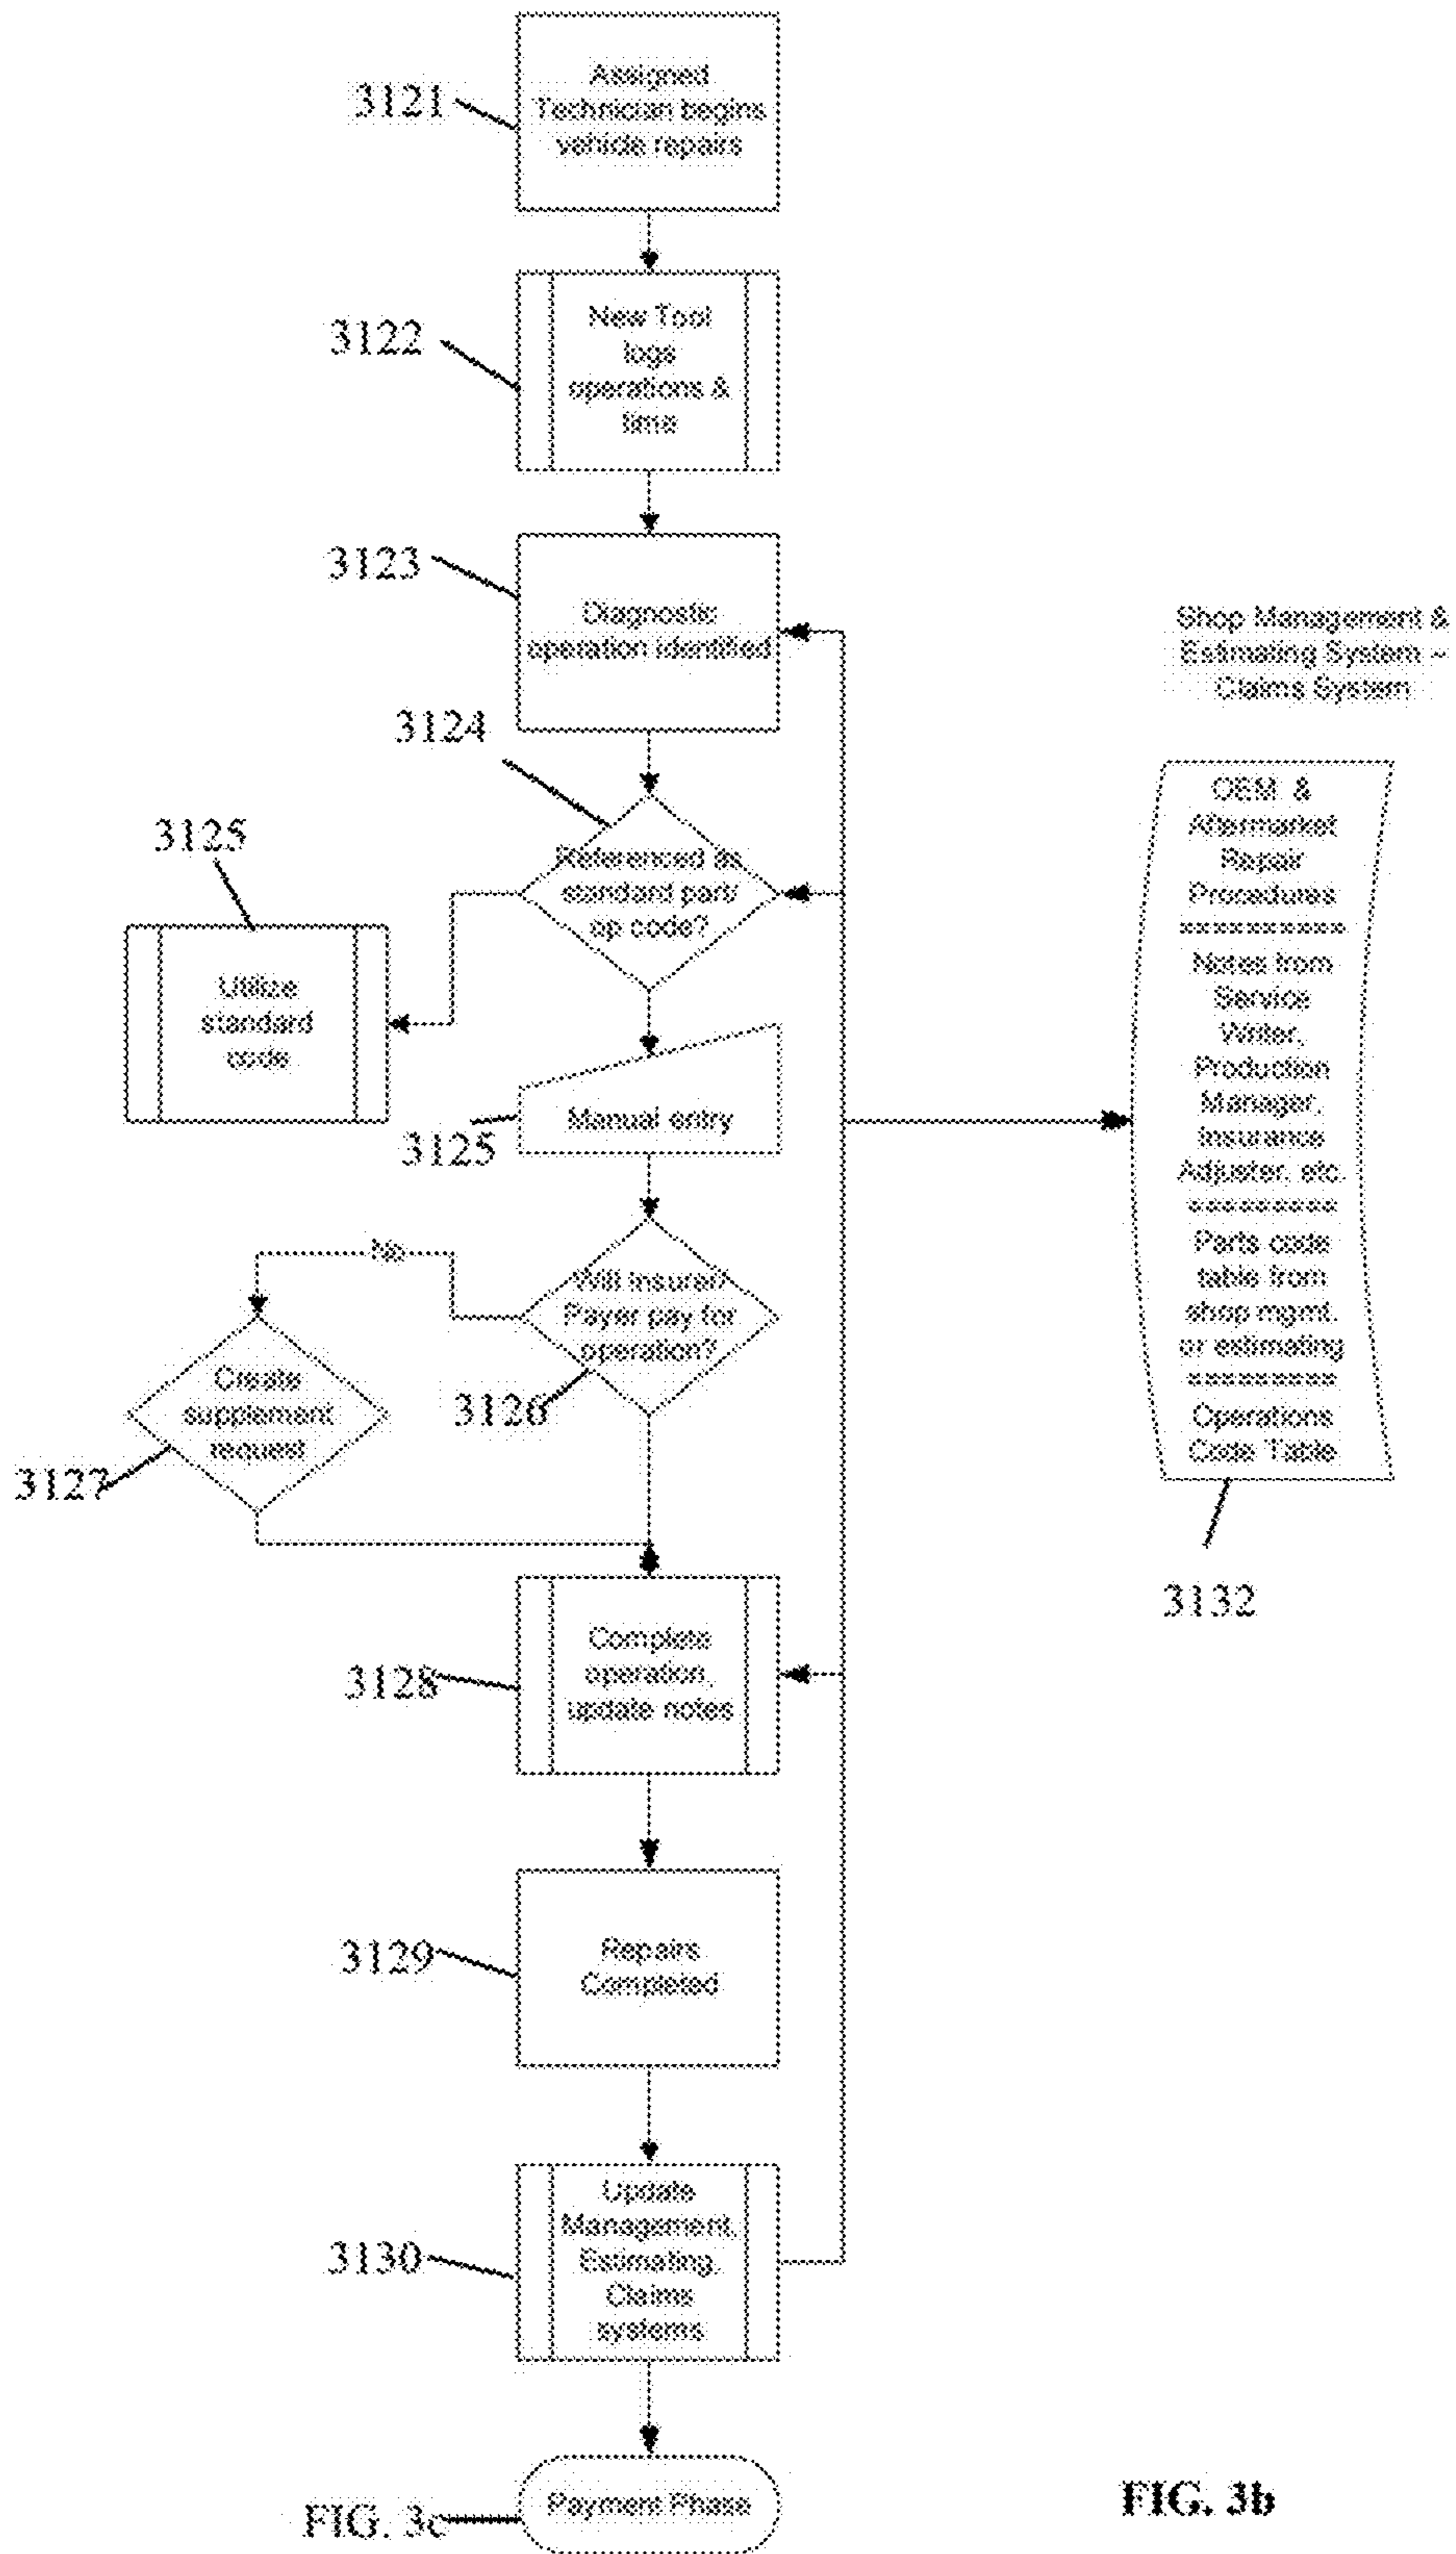 Assigned
Technician begins
vehicle repairs
3121
New Tool
logs
operations &
time
3122
3123
Diagnostic
operation identified
3124
Referenced as
standard part/
op code?
3125
Utilize
standard
code
Manual entry
3125
No
Will insurer/
Payer pay for
operation?
3126
Create
supplement
request
3127
Complete
operation,
update notes
3128
Repairs
Completed
3129
Update
Management,
Estimating,
Claims
systems
3130
Payment Phase
FIG. 3c
Shop Management &
Estimating System –
Claims System
OEM &
Aftermarket
Repair
Procedures
==========
Notes from
Service
Writer,
Production
Manager,
Insurance
Adjuster, etc.
==========
Parts code
table from
shop mgmt.
or estimating
==========
Operations
Code Table
3132
FIG. 3b